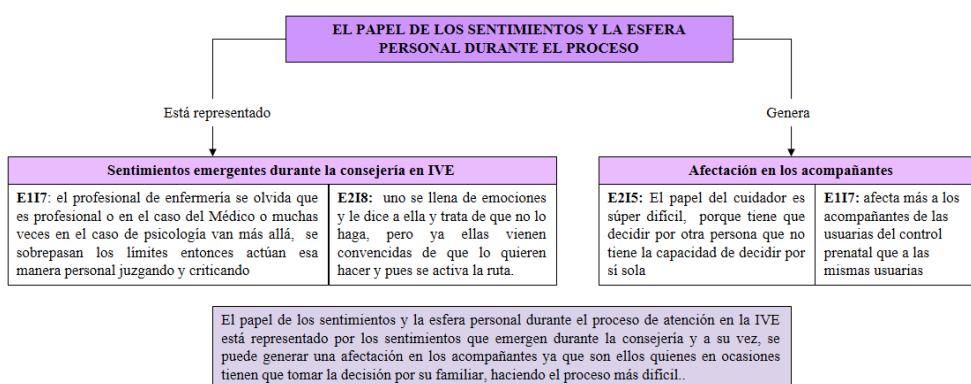 EL PAPEL DE LOS SENTIMIENTOS Y LA ESFERA
PERSONAL DURANTE EL PROCESO
Está representado
Genera
Sentimientos emergentes durante la consejería en IVE
E1I7: el profesional de enfermería se olvida que
es profesional o en el caso del Médico o muchas
veces en el caso de psicología van más allá, se
sobrepasan los límites entonces actúan esa
manera personal juzgando y criticando
E2I8: uno se llena de emociones
y le dice a ella y trata de que no lo
haga, pero ya ellas vienen
convencidas de que lo quieren
hacer y pues se activa la ruta.
Afectación en los acompañantes
E2I5: El papel del cuidador es
súper difícil, porque tiene que
decidir por otra persona que no
tiene la capacidad de decidir por
sí sola
E1I7: afecta más a los
acompañantes de las
usuarias del control
prenatal que a las
mismas usuarias
El papel de los sentimientos y la esfera personal durante el proceso de atención en la IVE
está representado por los sentimientos que emergen durante la consejería y a su vez, se
puede generar una afectación en los acompañantes ya que son ellos quienes en ocasiones
tienen que tomar la decisión por su familiar, haciendo el proceso más difícil..